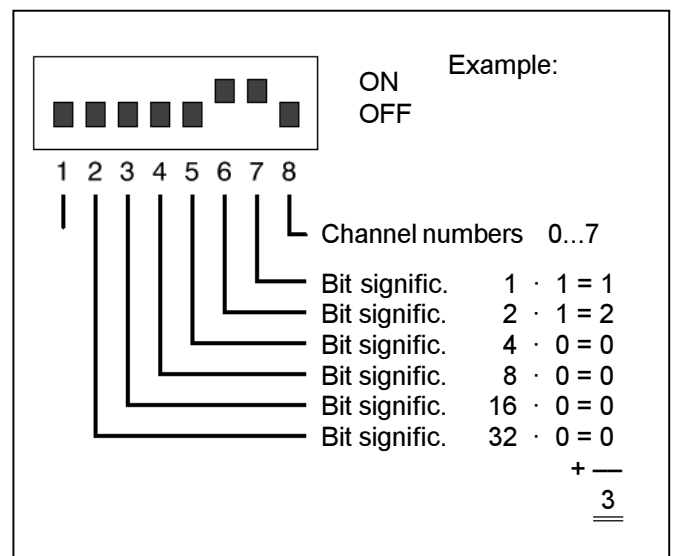 Example:
ON
OFF
1 2 3 4 5 6 7 8
Channel numbers 0...7
Bit signific. 1 · 1 = 1
Bit signific. 2 · 1 = 2
Bit signific. 4 · 0 = 0
Bit signific. 8 · 0 = 0
Bit signific. 16 · 0 = 0
Bit signific. 32 · 0 = 0
+ —
3